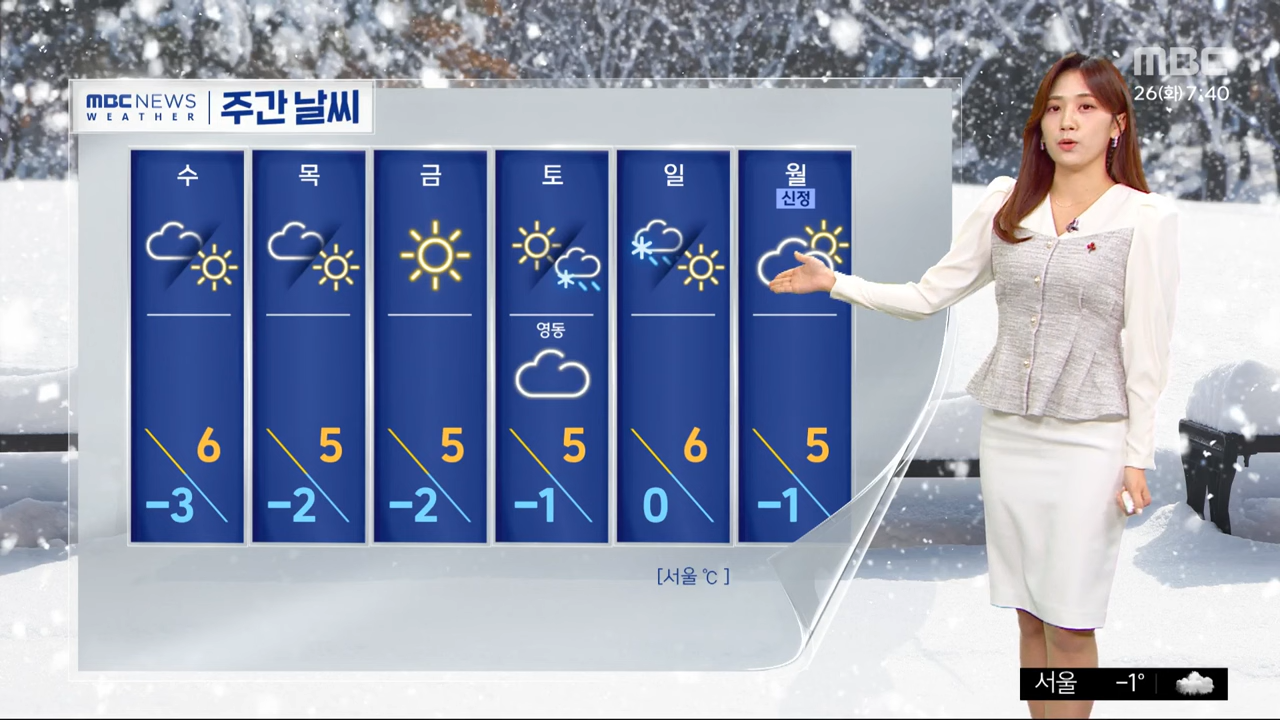 MBC
26(화)7:40
MBC NEWS
WEATHER
주간 날씨
수 목 금 토 일 월
신정
영동
6 5 5 5 6 5
-3 -2 -2 -1 0 -1
[서울 ℃ ]
서울 -1°